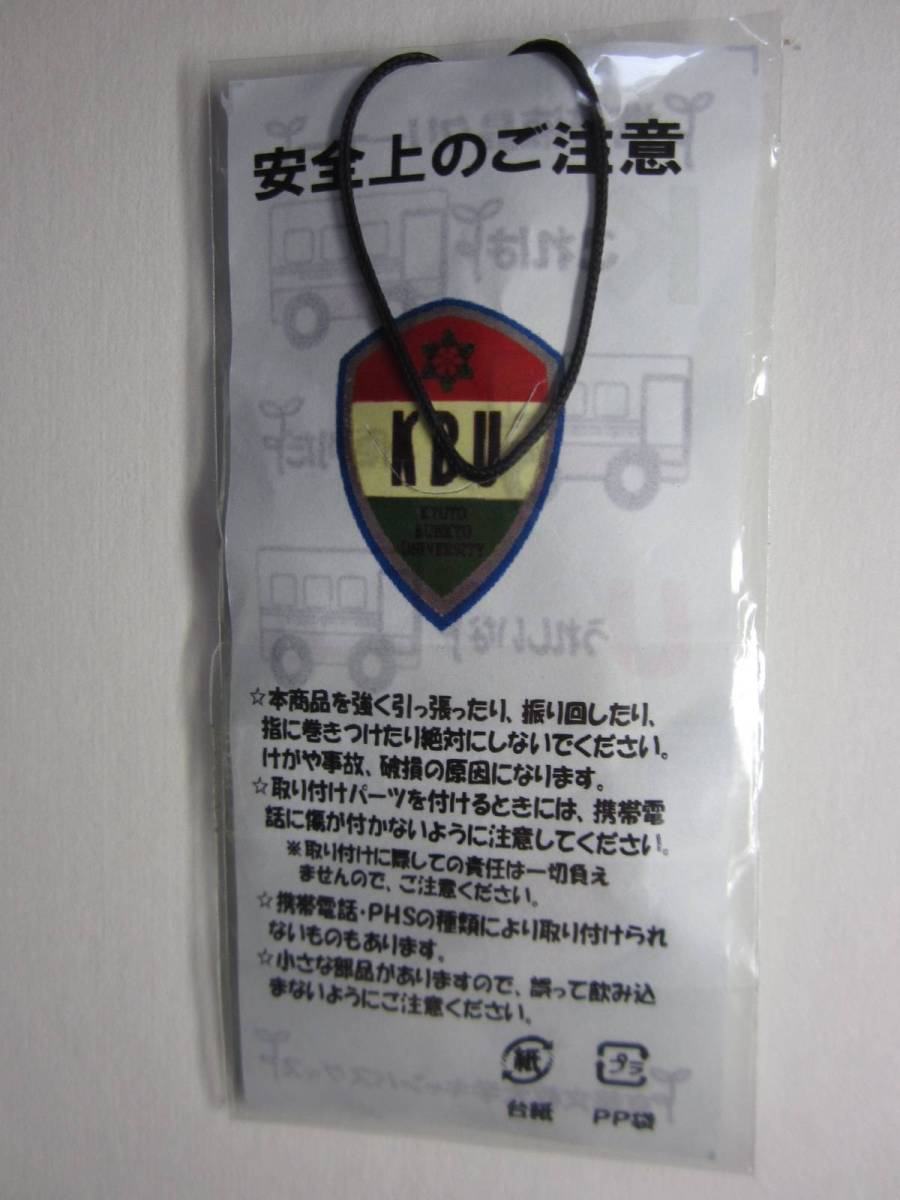 安全上のご注意
KBU
KYOTO
BUNKYO
UNIVERSITY
☆本商品を強く引っ張ったり、振り回したり、
指に巻きつけたり絶対にしないでください。
けがや事故、破損の原因になります。
☆取り付けパーツを付けるときには、携帯電
話に傷が付かないように注意してください。
※取り付けに際しての責任は一切負え
ませんので、ご注意ください。
☆携帯電話・PHSの種類により取り付けられ
ないものもあります。
☆小さな部品がありますので、誤って飲み込
まないようにご注意ください。
紙 プラ
台紙 PP袋